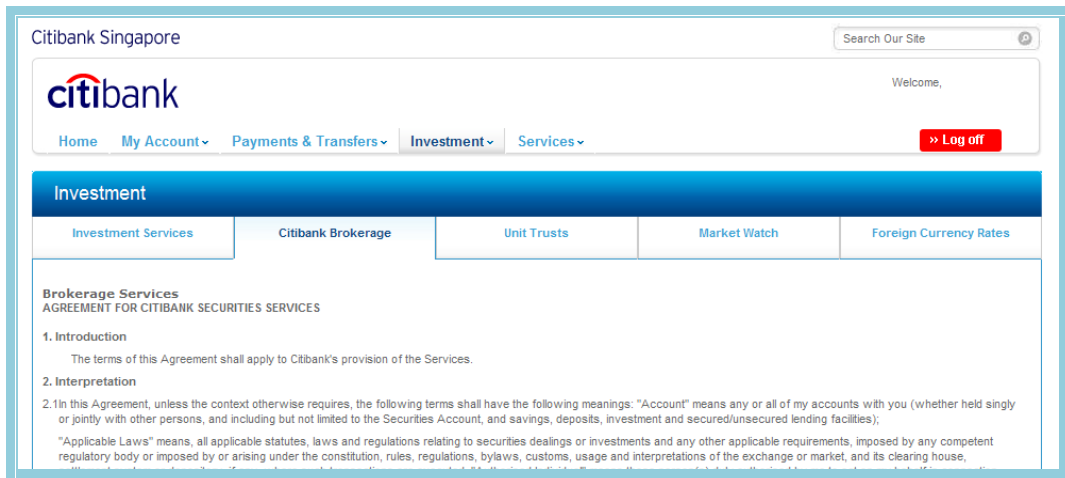 Citibank Singapore
Search Our Site
citibank
Welcome,
Home My Account Payments & Transfers Investment Services
» Log off
Investment
Investment Services Citibank Brokerage Unit Trusts Market Watch Foreign Currency Rates
Brokerage Services
AGREEMENT FOR CITIBANK SECURITIES SERVICES
1. Introduction
The terms of this Agreement shall apply to Citibank's provision of the Services.
2. Interpretation
2.1In this Agreement, unless the context otherwise requires, the following terms shall have the following meanings: "Account" means any or all of my accounts with you (whether held singly
or jointly with other persons, and including but not limited to the Securities Account, and savings, deposits, investment and secured/unsecured lending facilities);
"Applicable Laws" means, all applicable statutes, laws and regulations relating to securities dealings or investments and any other applicable requirements, imposed by any competent
regulatory body or imposed by or arising under the constitution, rules, regulations, bylaws, customs, usage and interpretations of the exchange or market, and its clearing house,